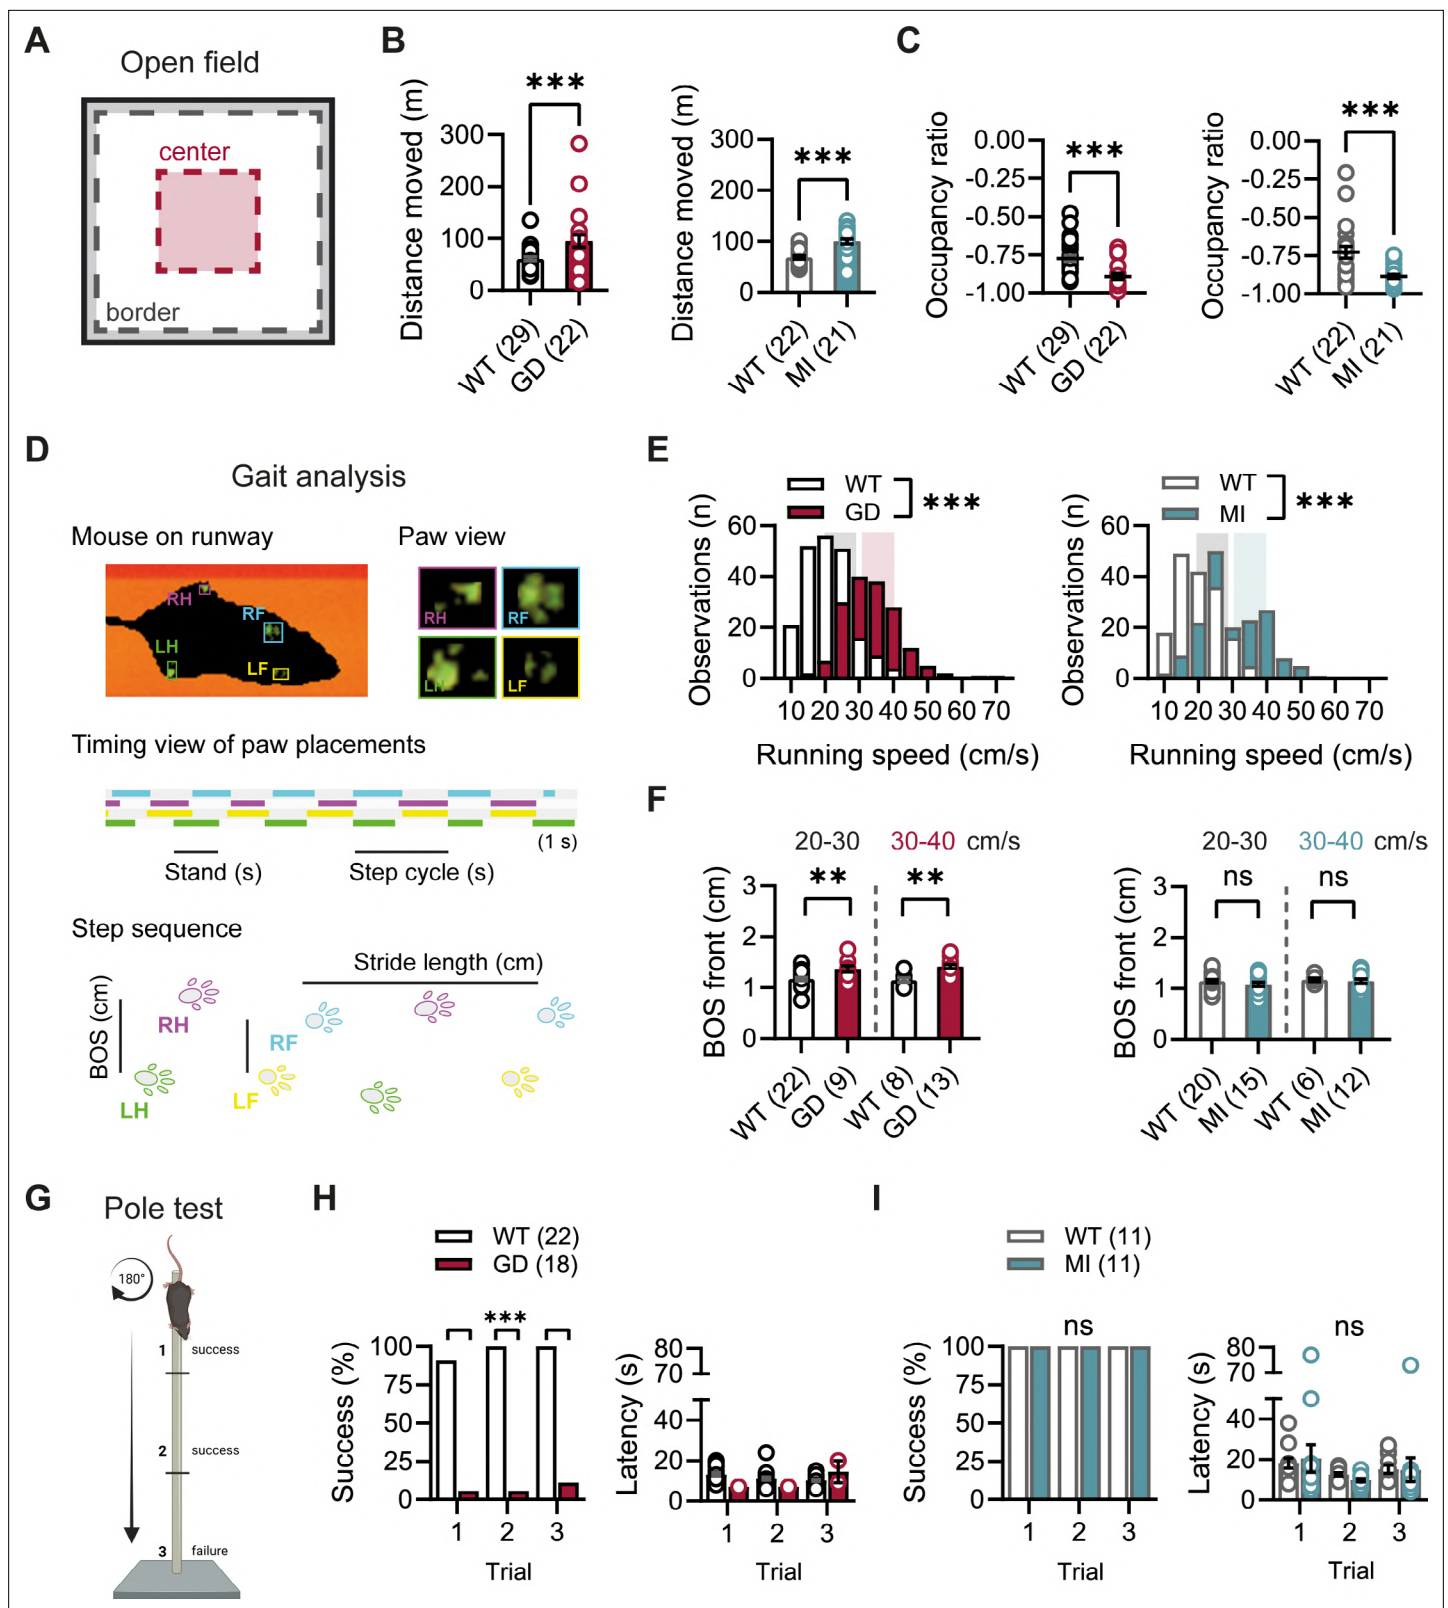 A
Open field
center
border
B
***
Distance moved (m)
300
200
100
0
WT (29)
GD (22)
***
Distance moved (m)
300
200
100
0
WT (22)
MI (21)
C
***
Occupancy ratio
0.00
-0.25
-0.50
-0.75
-1.00
WT (29)
GD (22)
***
Occupancy ratio
0.00
-0.25
-0.50
-0.75
-1.00
WT (22)
MI (21)
D
Gait analysis
Mouse on runway
RH
RF
LH
LF
Paw view
RH
RF
LH
LF
Timing view of paw placements
(1 s)
Stand (s)
Step cycle (s)
Step sequence
Stride length (cm)
BOS (cm)
RH
RF
LH
LF
E
WT
GD
***
Observations (n)
60
40
20
0
10 20 30 40 50 60 70
Running speed (cm/s)
WT
MI
***
Observations (n)
60
40
20
0
10 20 30 40 50 60 70
Running speed (cm/s)
F
20-30 30-40 cm/s
** **
BOS front (cm)
3
2
1
0
WT (22)
GD (9)
WT (8)
GD (13)
20-30 30-40 cm/s
ns ns
BOS front (cm)
3
2
1
0
WT (20)
MI (15)
WT (6)
MI (12)
G
Pole test
180°
1 success
2 success
3 failure
H
WT (22)
GD (18)
***
Success (%)
100
75
50
25
0
1 2 3
Trial
Latency (s)
80
70
40
20
0
1 2 3
Trial
I
WT (11)
MI (11)
ns
Success (%)
100
75
50
25
0
1 2 3
Trial
ns
Latency (s)
80
70
40
20
0
1 2 3
Trial